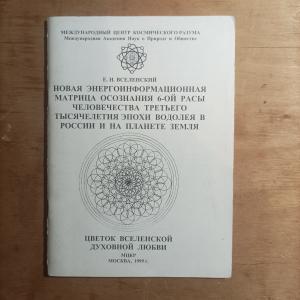 МЕЖДУНАРОДНЫЙ ЦЕНТР КОСМИЧЕСКОГО РАЗУМА
Международная Академия Наук о Природе и Обществе
Е. Н. ВСЕЛЕНСКИЙ
НОВАЯ ЭНЕРГОИНФОРМАЦИОННАЯ
МАТРИЦА ОСОЗНАНИЯ 6-ОЙ РАСЫ
ЧЕЛОВЕЧЕСТВА ТРЕТЬЕГО
ТЫСЯЧЕЛЕТИЯ ЭПОХИ ВОДОЛЕЯ В
РОССИИ И НА ПЛАНЕТЕ ЗЕМЛЯ
ЦВЕТОК ВСЕЛЕНСКОЙ
ДУХОВНОЙ ЛЮБВИ
МЦКР
МОСКВА, 1999 г.